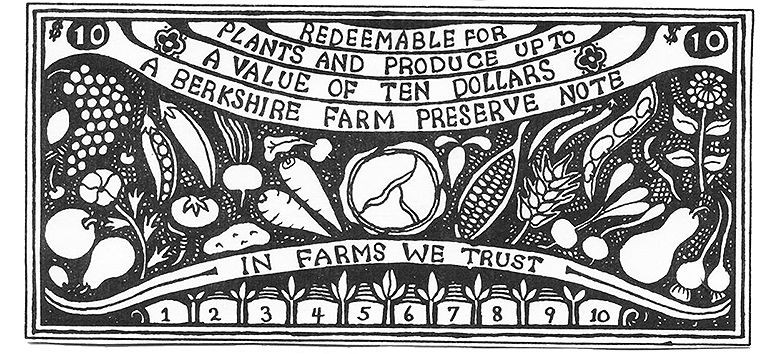 $ 10
$ 10
REDEEMABLE FOR
PLANTS AND PRODUCE UP TO
A VALUE OF TEN DOLLARS
A BERKSHIRE FARM PRESERVE NOTE
IN FARMS WE TRUST
1 2 3 4 5 6 7 8 9 10